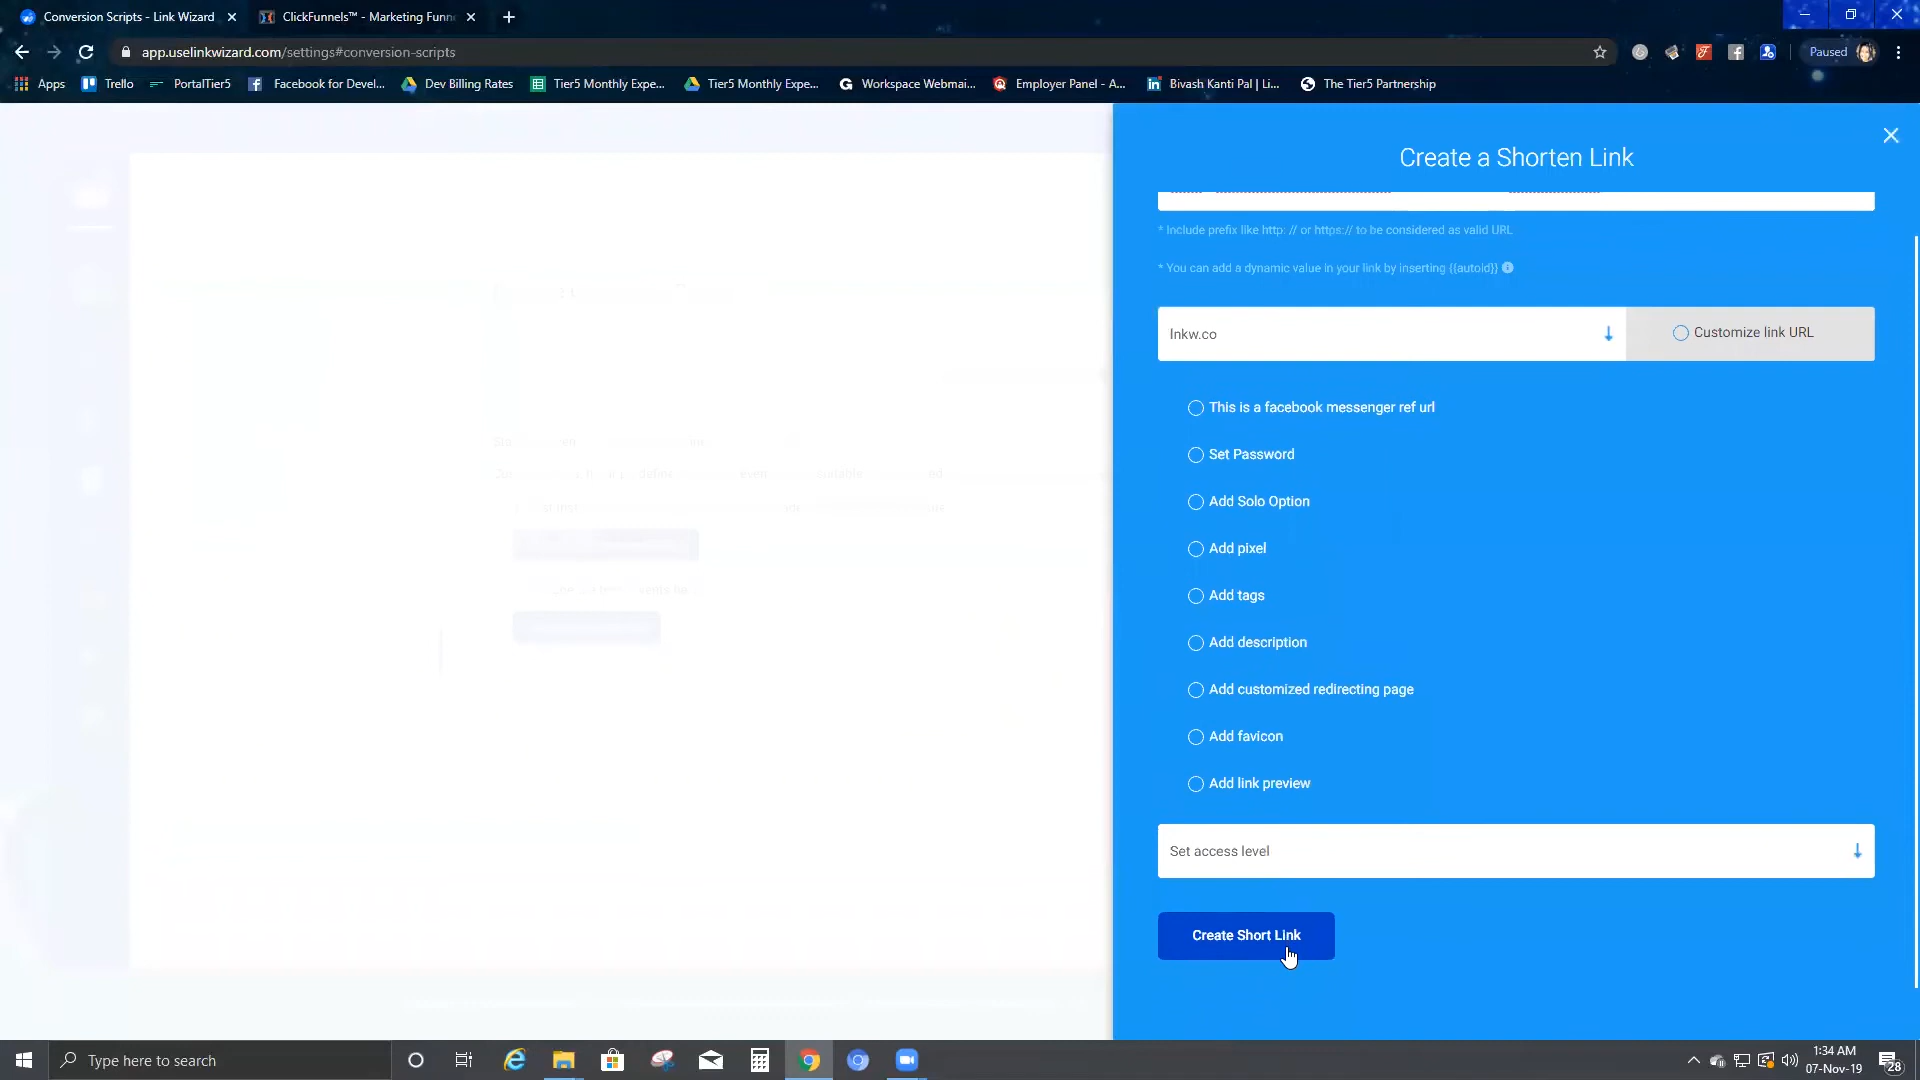 Conversion Scripts - Link Wizard
ClickFunnels™ - Marketing Funn
app.uselinkwizard.com/settings#conversion-scripts
Paused
Apps
Trello
PortalTier5
Facebook for Devel...
Dev Billing Rates
Tier5 Monthly Expe...
Tier5 Monthly Expe...
Workspace Webmai...
Employer Panel - A...
Bivash Kanti Pal | Li...
The Tier5 Partnership
Create a Shorten Link
* Include prefix like http: // or https:// to be considered as valid URL
* You can add a dynamic value in your link by inserting {{autoId}}
lnkw.co
Customize link URL
This is a facebook messenger ref url
Set Password
Add Solo Option
Add pixel
Add tags
Add description
Add customized redirecting page
Add favicon
Add link preview
Set access level
Create Short Link
Type here to search
1:34 AM
07-Nov-19
28